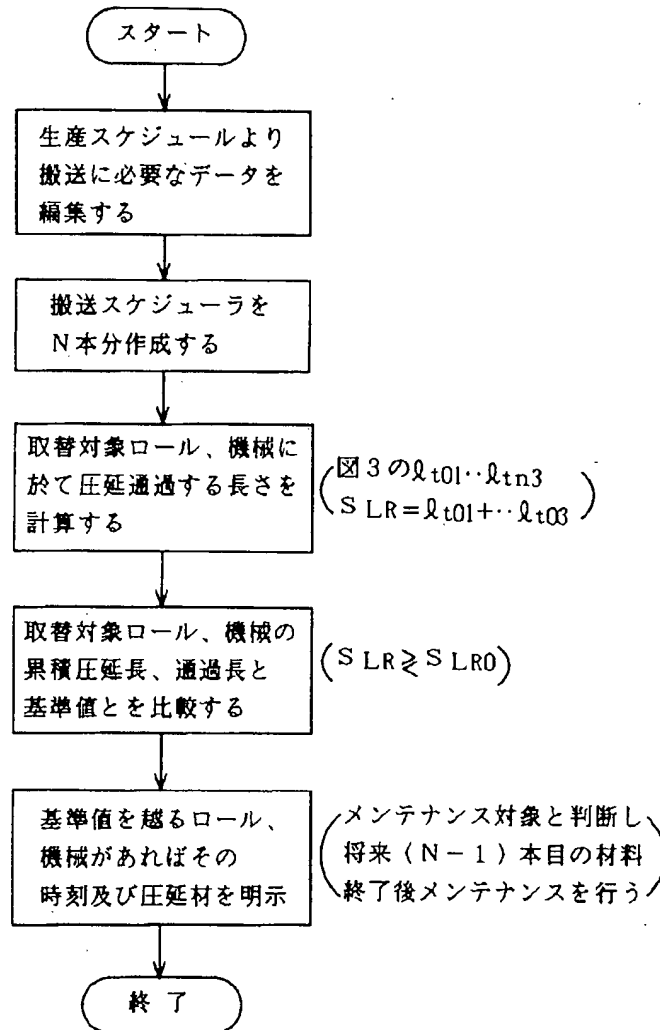 スタート
生産スケジュールより
搬送に必要なデータを
編集する
搬送スケジューラを
N本分作成する
取替対象ロール、機械に
於て圧延通過する長さを
計算する
(図3のℓt01‥ℓtn3
SLR=ℓt01+‥ℓt03)
取替対象ロール、機械の
累積圧延長、通過長と
基準値とを比較する
(SLR≷SLR0)
基準値を越るロール、
機械があればその
時刻及び圧延材を明示
(メンテナンス対象と判断し
将来(N-1)本目の材料
終了後メンテナンスを行う)
終了